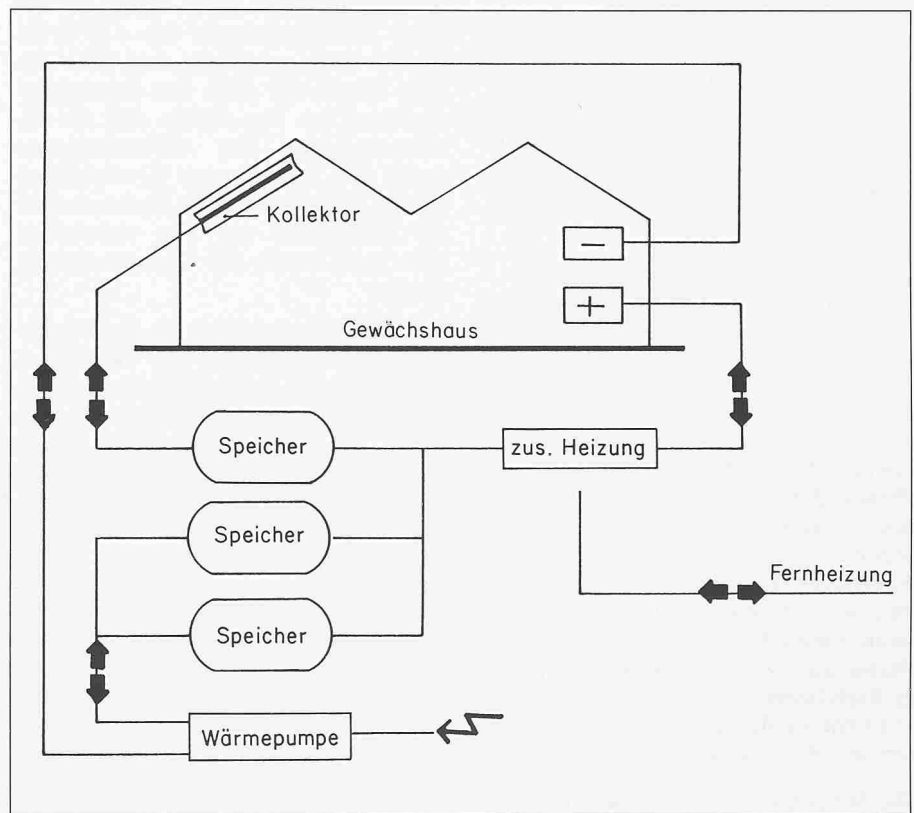 Kollektor
−
+
Gewächshaus
Speicher
zus. Heizung
Speicher
Fernheizung
Speicher
Wärmepumpe